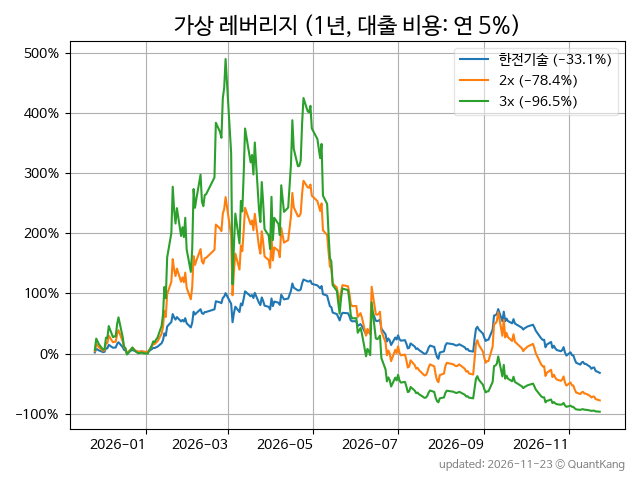 가상 레버리지 (1년, 대출 비용: 연 5%)
500%
400%
300%
200%
100%
0%
−100%
한전기술 (-33.1%)
2x (-78.4%)
3x (-96.5%)
2026-01
2026-03
2026-05
2026-07
2026-09
2026-11
updated: 2026-11-23 © QuantKang